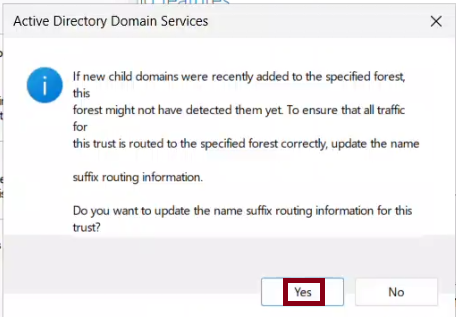 Active Directory Domain Services
If new child domains were recently added to the specified forest,
this
forest might not have detected them yet. To ensure that all traffic
for
this trust is routed to the specified forest correctly, update the name
suffix routing information.
Do you want to update the name suffix routing information for this
trust?
Yes
No